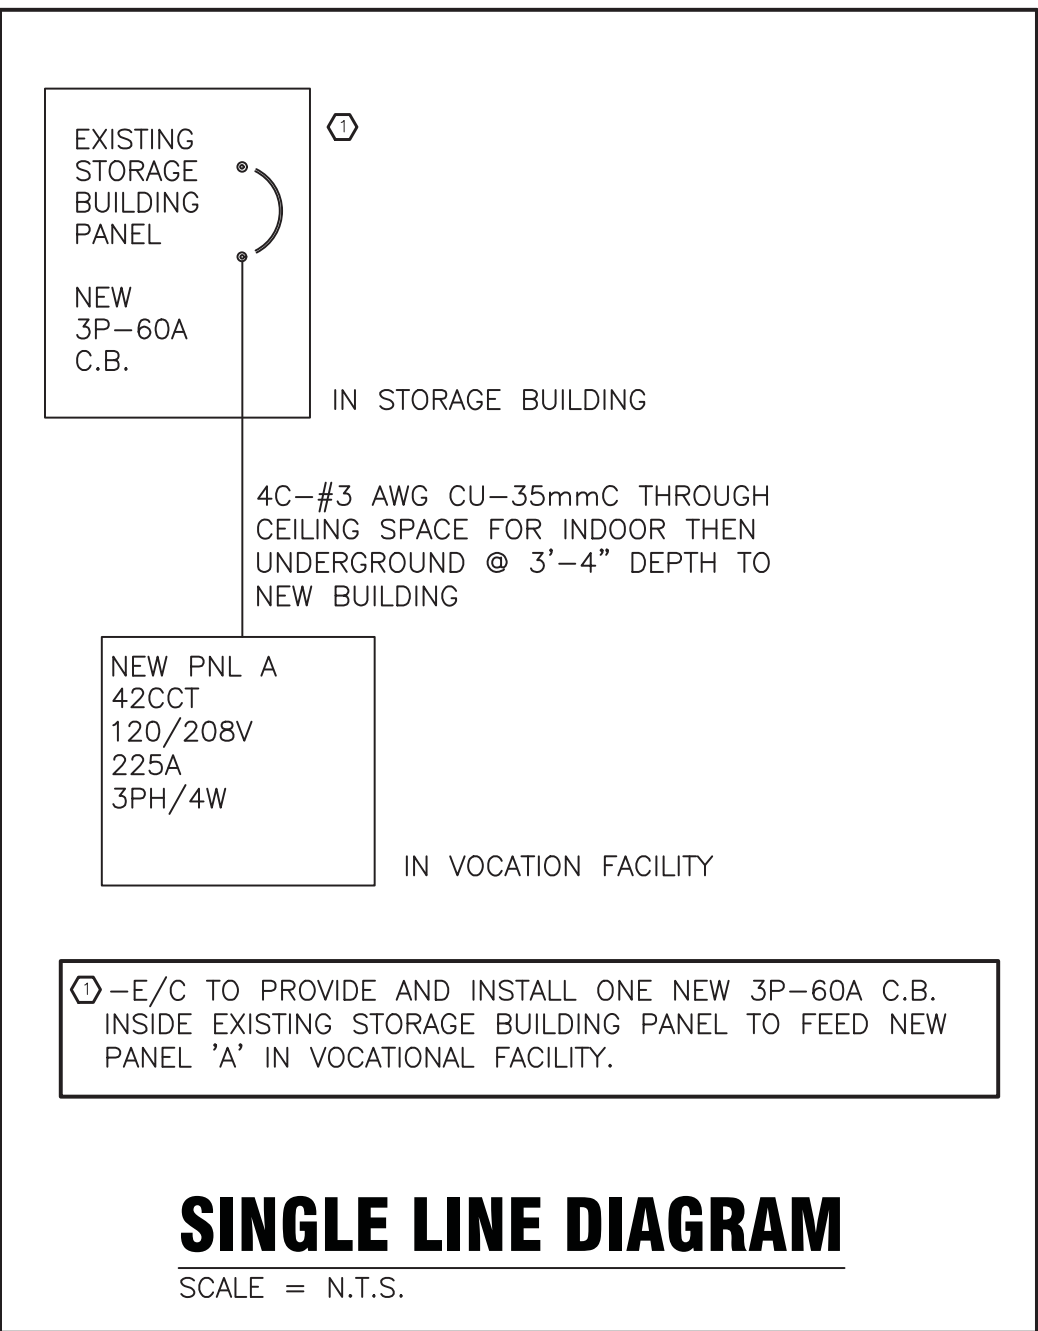 EXISTING
STORAGE
BUILDING
PANEL
NEW
3P-60A
C.B.
1
IN STORAGE BUILDING
4C-#3 AWG CU-35mmC THROUGH
CEILING SPACE FOR INDOOR THEN
UNDERGROUND @ 3'-4" DEPTH TO
NEW BUILDING
NEW PNL A
42CCT
120/208V
225A
3PH/4W
IN VOCATION FACILITY
1 -E/C TO PROVIDE AND INSTALL ONE NEW 3P-60A C.B.
INSIDE EXISTING STORAGE BUILDING PANEL TO FEED NEW
PANEL 'A' IN VOCATIONAL FACILITY.
SINGLE LINE DIAGRAM
SCALE = N.T.S.